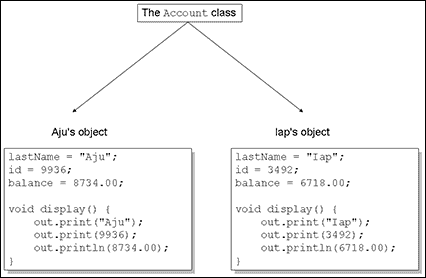 The Account class
Aju's object
lastName = "Aju";
id = 9936;
balance = 8734.00;

void display() {
    out.print("Aju");
    out.print(9936);
    out.println(8734.00);
}
Iap's object
lastName = "Iap";
id = 3492;
balance = 6718.00;

void display() {
    out.print("Iap");
    out.print(3492);
    out.println(6718.00);
}